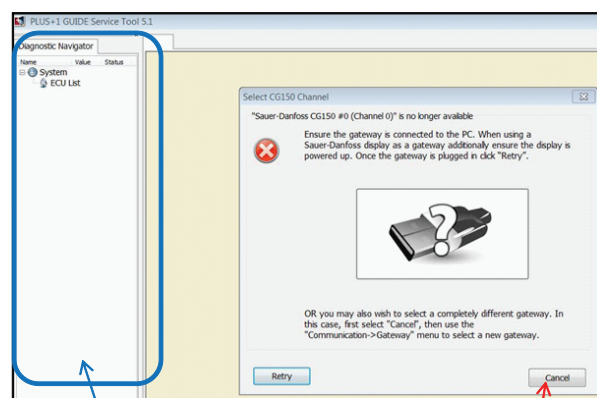 PLUS+1 GUIDE Service Tool 5.1
Diagnostic Navigator
Name Value Status
System
ECU List
Select CG150 Channel
"Sauer-Danfoss CG150 #0 (Channel 0)" is no longer available
Ensure the gateway is connected to the PC. When using a
Sauer-Danfoss display as a gateway additionally ensure the display is
powered up. Once the gateway is plugged in click "Retry".
?
OR you may also wish to select a completely different gateway. In
this case, first select "Cancel", then use the
"Communication->Gateway" menu to select a new gateway.
Retry
Cancel